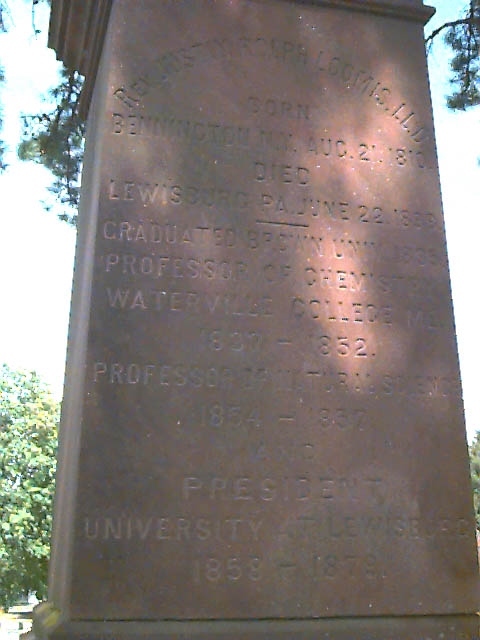 REV. JUSTIN ROLPH LOOMIS, LL.D.
BORN
BENNINGTON N.Y. AUG. 21. 1810.
DIED
LEWISBURG PA. JUNE 22. 1898.
GRADUATED BROWN UNIV. 1835.
PROFESSOR OF CHEMISTRY
WATERVILLE COLLEGE ME.
1837 – 1852.
PROFESSOR OF NATURAL SCIENCE
1854 – 1857
AND
PRESIDENT
UNIVERSITY AT LEWISBURG
1858 – 1879.